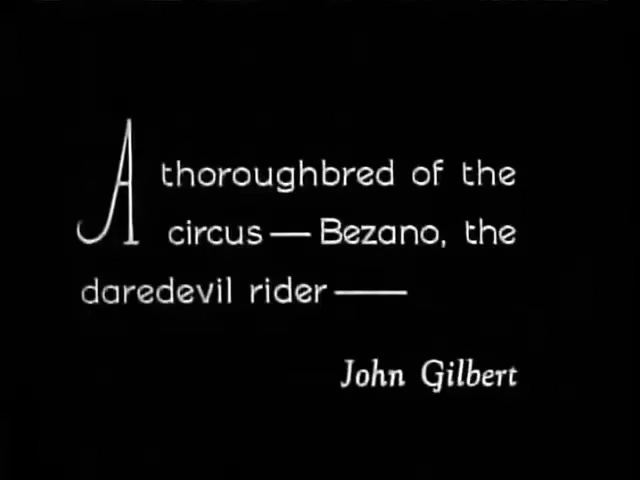 A thoroughbred of the
circus — Bezano, the
daredevil rider ——
John Gilbert